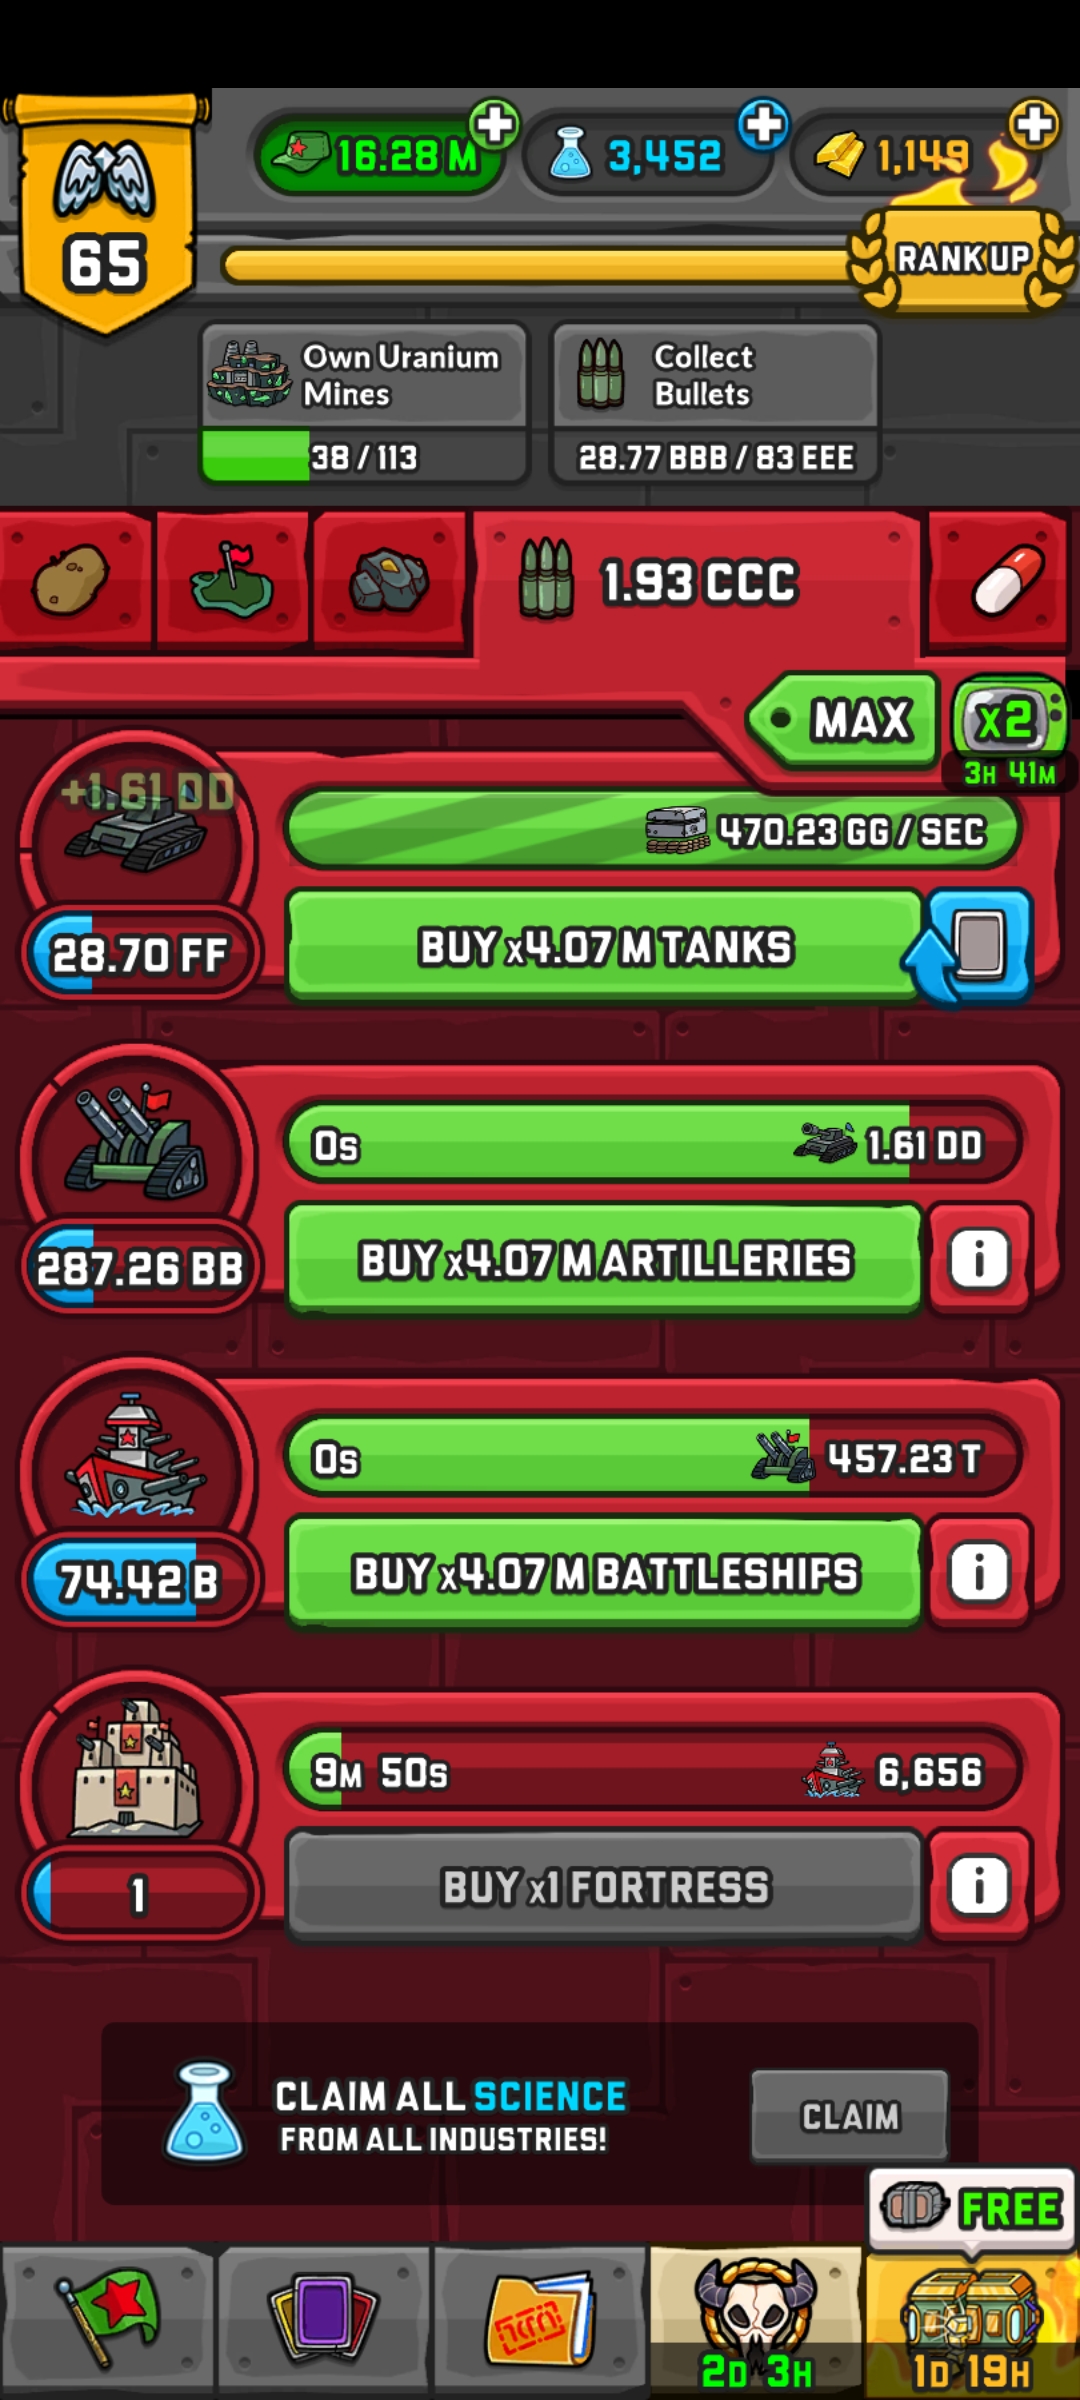 16.28 M
3,452
1,149
65
RANK UP
Own Uranium
Mines
38 / 113
Collect
Bullets
28.77 BBB / 83 EEE
1.93 CCC
MAX
x2
3H 41M
+1.61 DD
470.23 GG / SEC
28.70 FF
BUY x4.07 M TANKS
0s
1.61 DD
287.26 BB
BUY x4.07 M ARTILLERIES
0s
457.23 T
74.42 B
BUY x4.07 M BATTLESHIPS
9M 50s
6,656
1
BUY x1 FORTRESS
CLAIM ALL SCIENCE
FROM ALL INDUSTRIES!
CLAIM
FREE
2D 3H
1D 19H